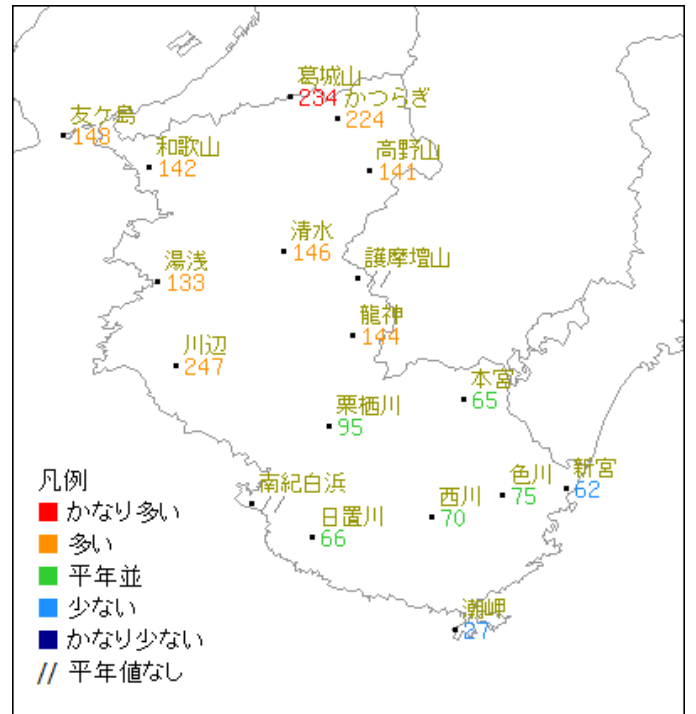 葛城山
234
かつらぎ
224
友ケ島
148
和歌山
142
高野山
141
清水
146
護摩壇山
//
湯浅
133
龍神
144
川辺
247
本宮
65
栗栖川
95
南紀白浜
//
日置川
66
西川
70
色川
75
新宮
62
潮岬
27
凡例
かなり多い
多い
平年並
少ない
かなり少ない
// 平年値なし